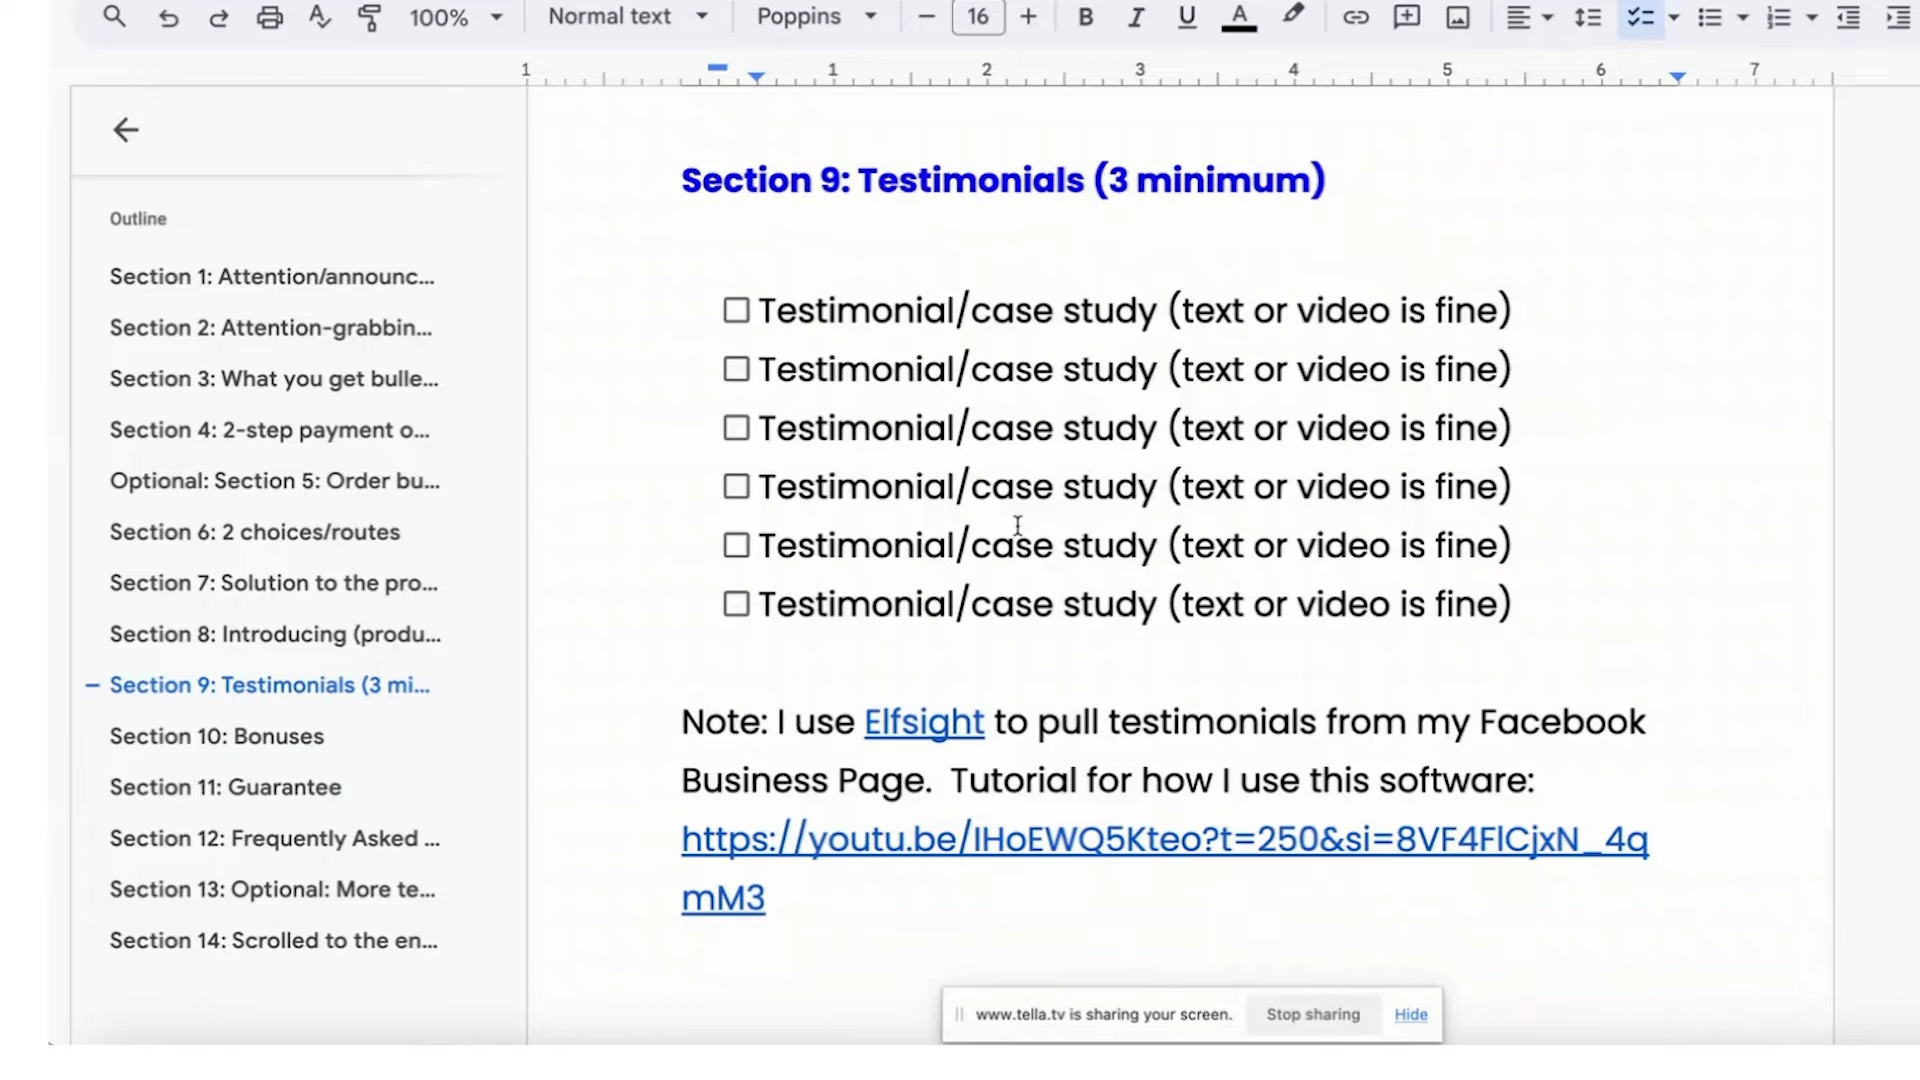 100%
Normal text
Poppins
16
B
I
U
A
1
1
2
3
4
5
6
7
Outline
Section 1: Attention/announc...
Section 2: Attention-grabbin...
Section 3: What you get bulle...
Section 4: 2-step payment o...
Optional: Section 5: Order bu...
Section 6: 2 choices/routes
Section 7: Solution to the pro...
Section 8: Introducing (produ...
Section 9: Testimonials (3 mi...
Section 10: Bonuses
Section 11: Guarantee
Section 12: Frequently Asked ...
Section 13: Optional: More te...
Section 14: Scrolled to the en...
Section 9: Testimonials (3 minimum)
Testimonial/case study (text or video is fine)
Testimonial/case study (text or video is fine)
Testimonial/case study (text or video is fine)
Testimonial/case study (text or video is fine)
Testimonial/case study (text or video is fine)
Testimonial/case study (text or video is fine)
Note: I use Elfsight to pull testimonials from my Facebook
Business Page.  Tutorial for how I use this software:
https://youtu.be/IHoEWQ5Kteo?t=250&si=8VF4FlCjxN_4q
mM3
www.tella.tv is sharing your screen.
Stop sharing
Hide